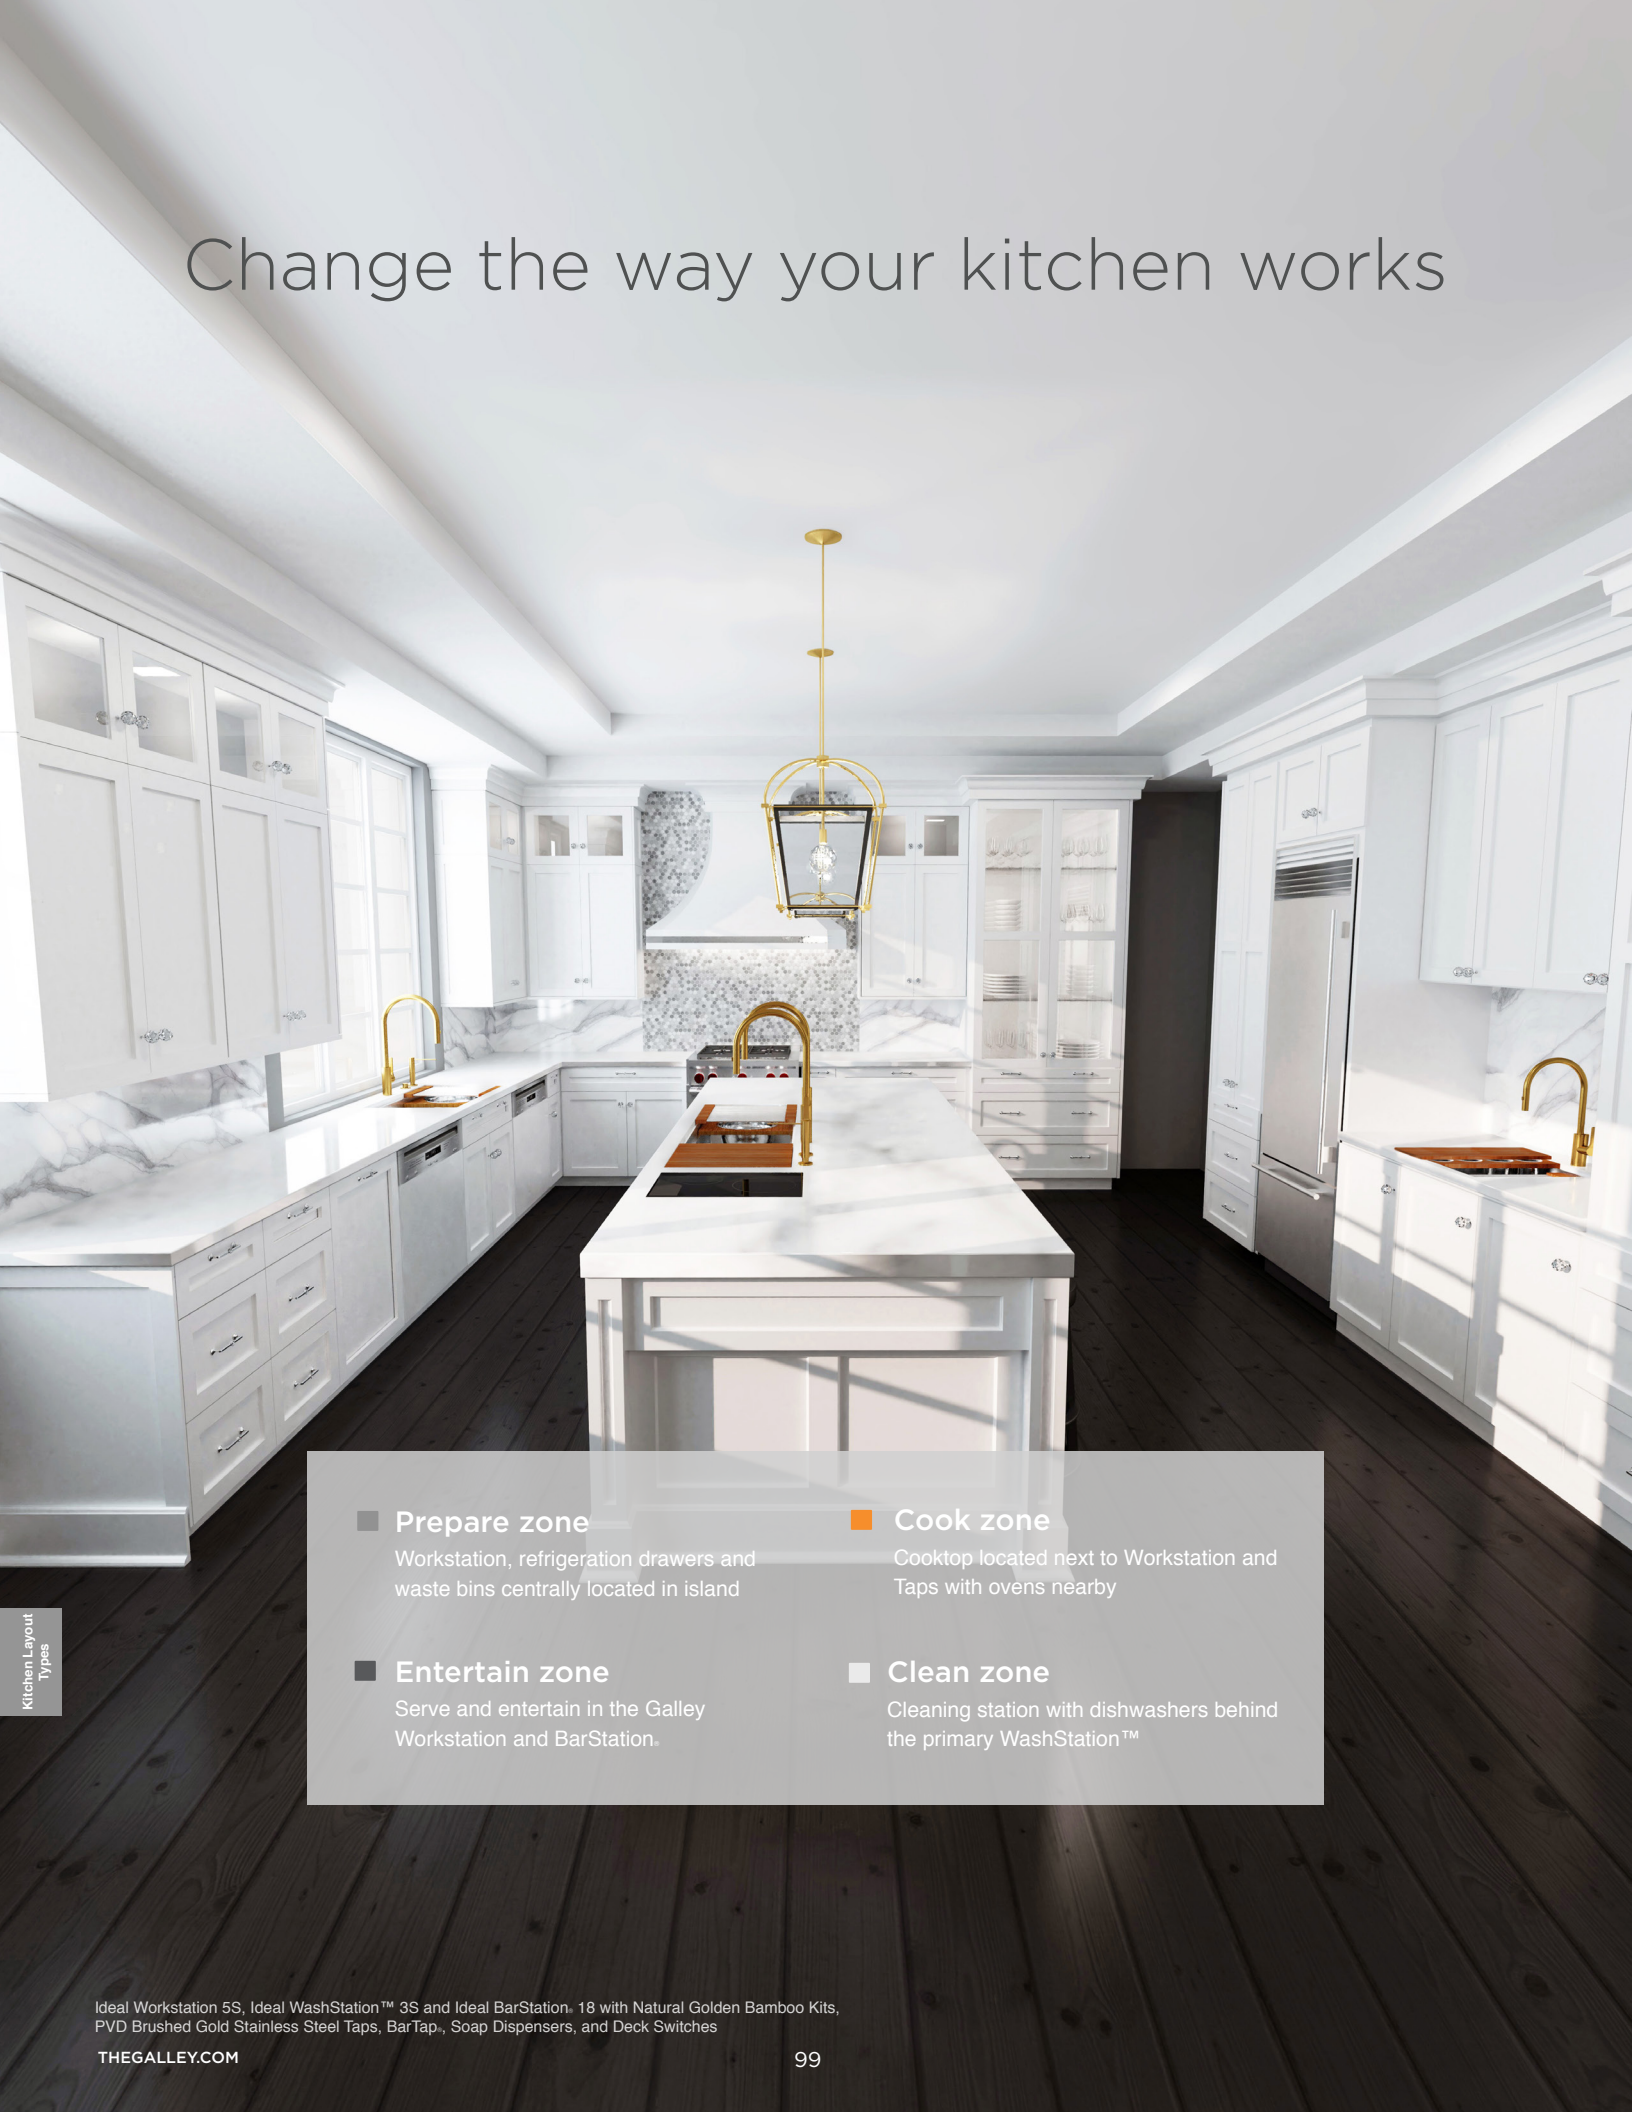 Change the way your kitchen works
Prepare zone
Workstation, refrigeration drawers and
waste bins centrally located in island
Cook zone
Cooktop located next to Workstation and
Taps with ovens nearby
Entertain zone
Serve and entertain in the Galley
Workstation and BarStation®
Clean zone
Cleaning station with dishwashers behind
the primary WashStation™
Kitchen Layout
Types
Ideal Workstation 5S, Ideal WashStation™ 3S and Ideal BarStation® 18 with Natural Golden Bamboo Kits,
PVD Brushed Gold Stainless Steel Taps, BarTap®, Soap Dispensers, and Deck Switches
THEGALLEY.COM
99